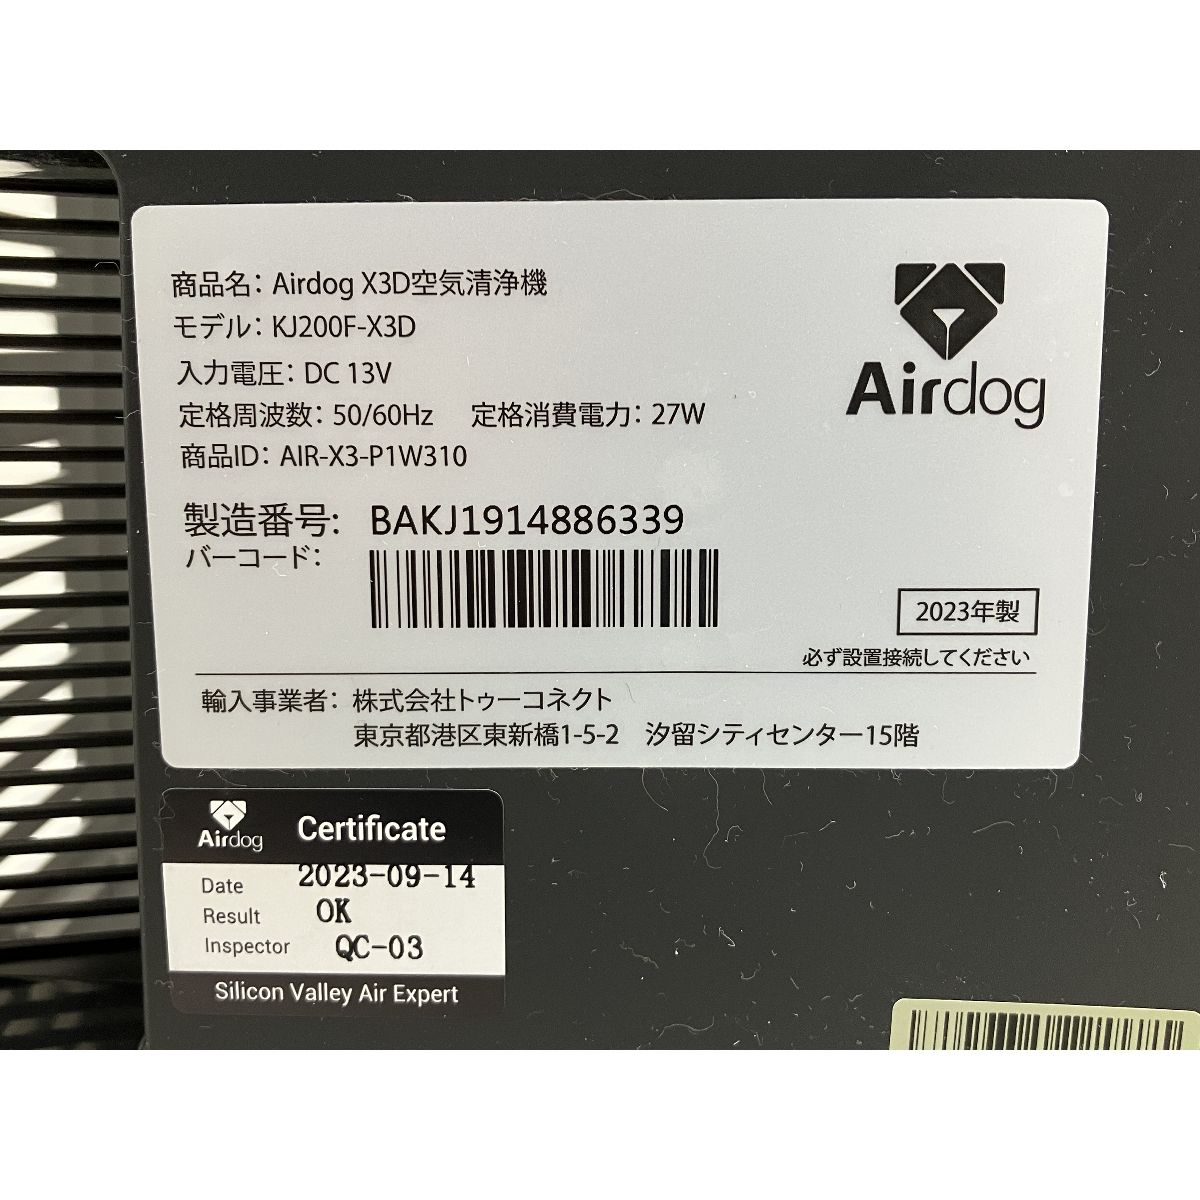 商品名: Airdog X3D空気清浄機
モデル: KJ200F-X3D
入力電圧: DC 13V
定格周波数: 50/60Hz 定格消費電力: 27W
商品ID: AIR-X3-P1W310
Airdog
製造番号: BAKJ1914886339
バーコード:
2023年製
必ず設置接続してください
輸入事業者: 株式会社トゥーコネクト
東京都港区東新橋1-5-2 汐留シティセンター15階
Airdog
Certificate
Date 2023-09-14
Result OK
Inspector QC-03
Silicon Valley Air Expert